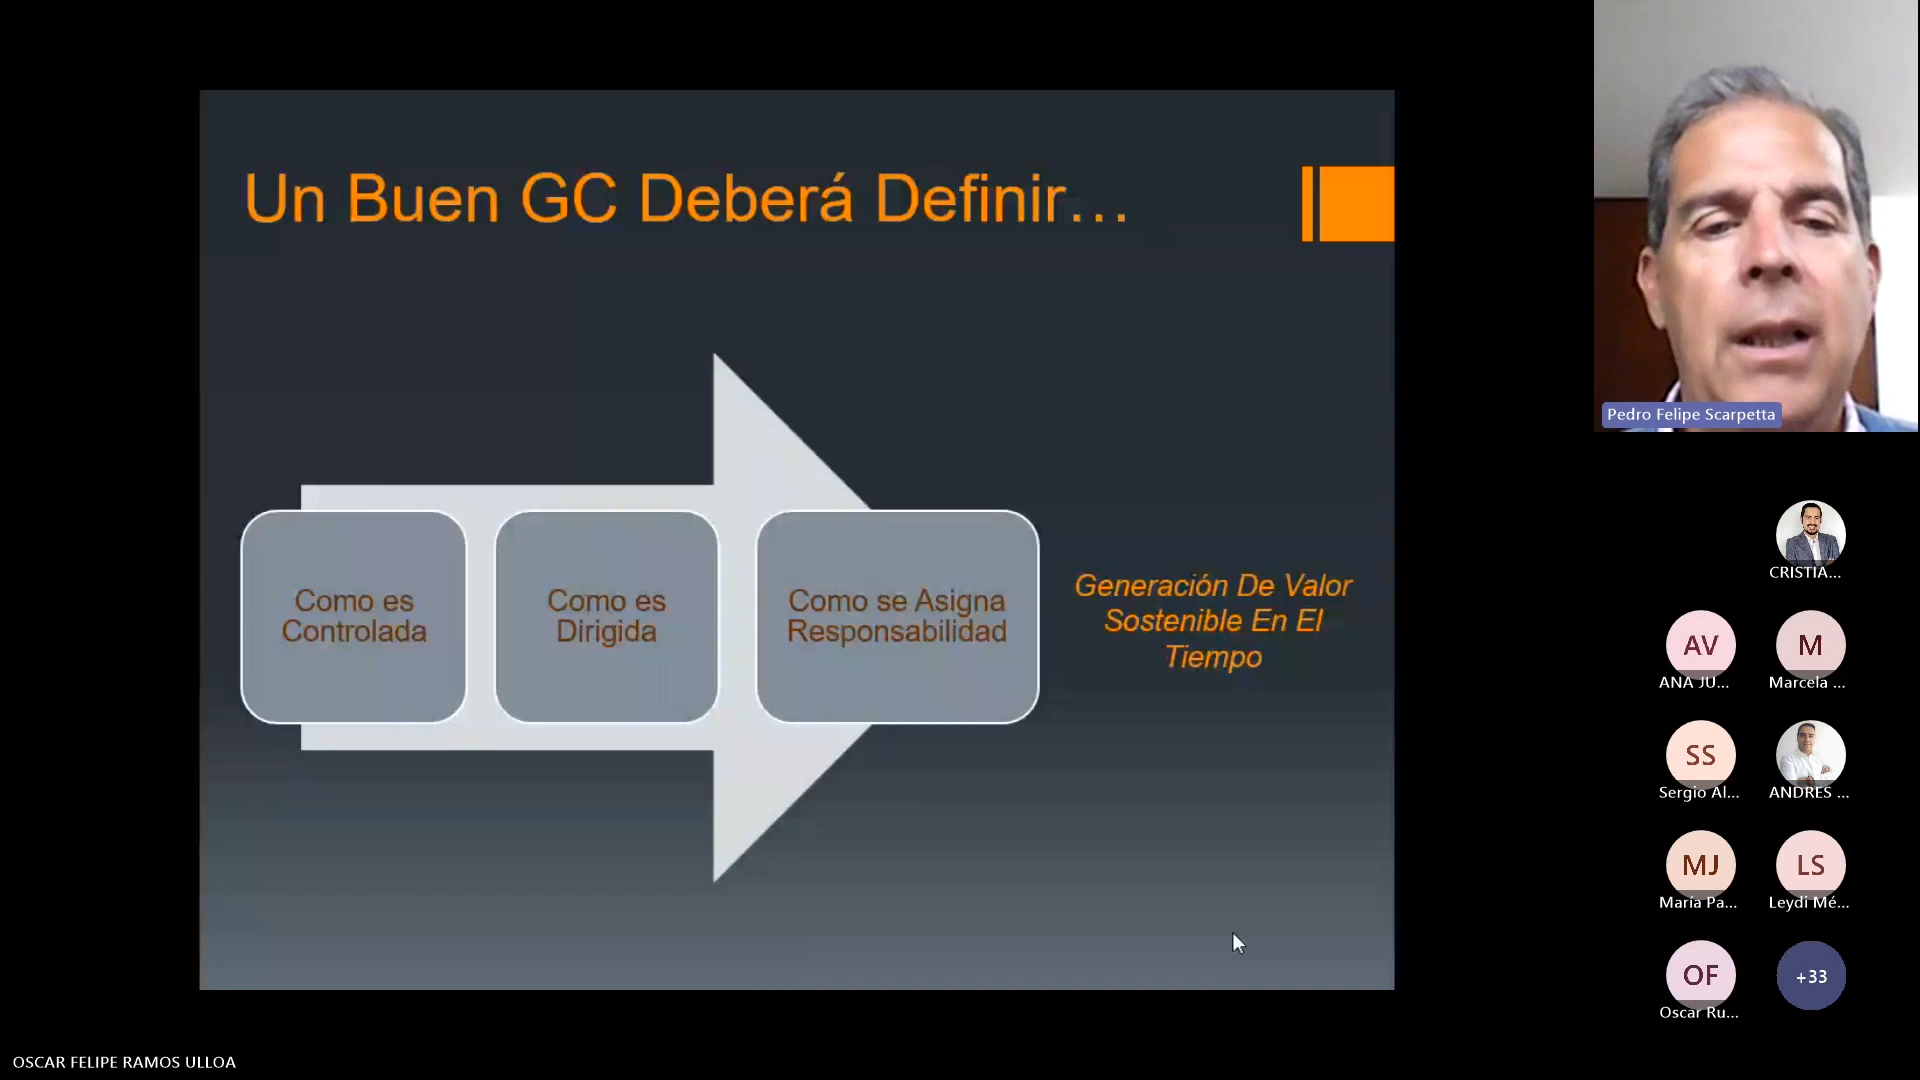 Un Buen GC Deberá Definir...
Como es
Controlada
Como es
Dirigida
Como se Asigna
Responsabilidad
Generación De Valor
Sostenible En El
Tiempo
Pedro Felipe Scarpetta
CRISTIA...
AV
ANA JU...
M
Marcela ...
SS
Sergio Al...
ANDRES ...
MJ
María Pa...
LS
Leydi Mé...
OF
Oscar Ru...
+33
OSCAR FELIPE RAMOS ULLOA